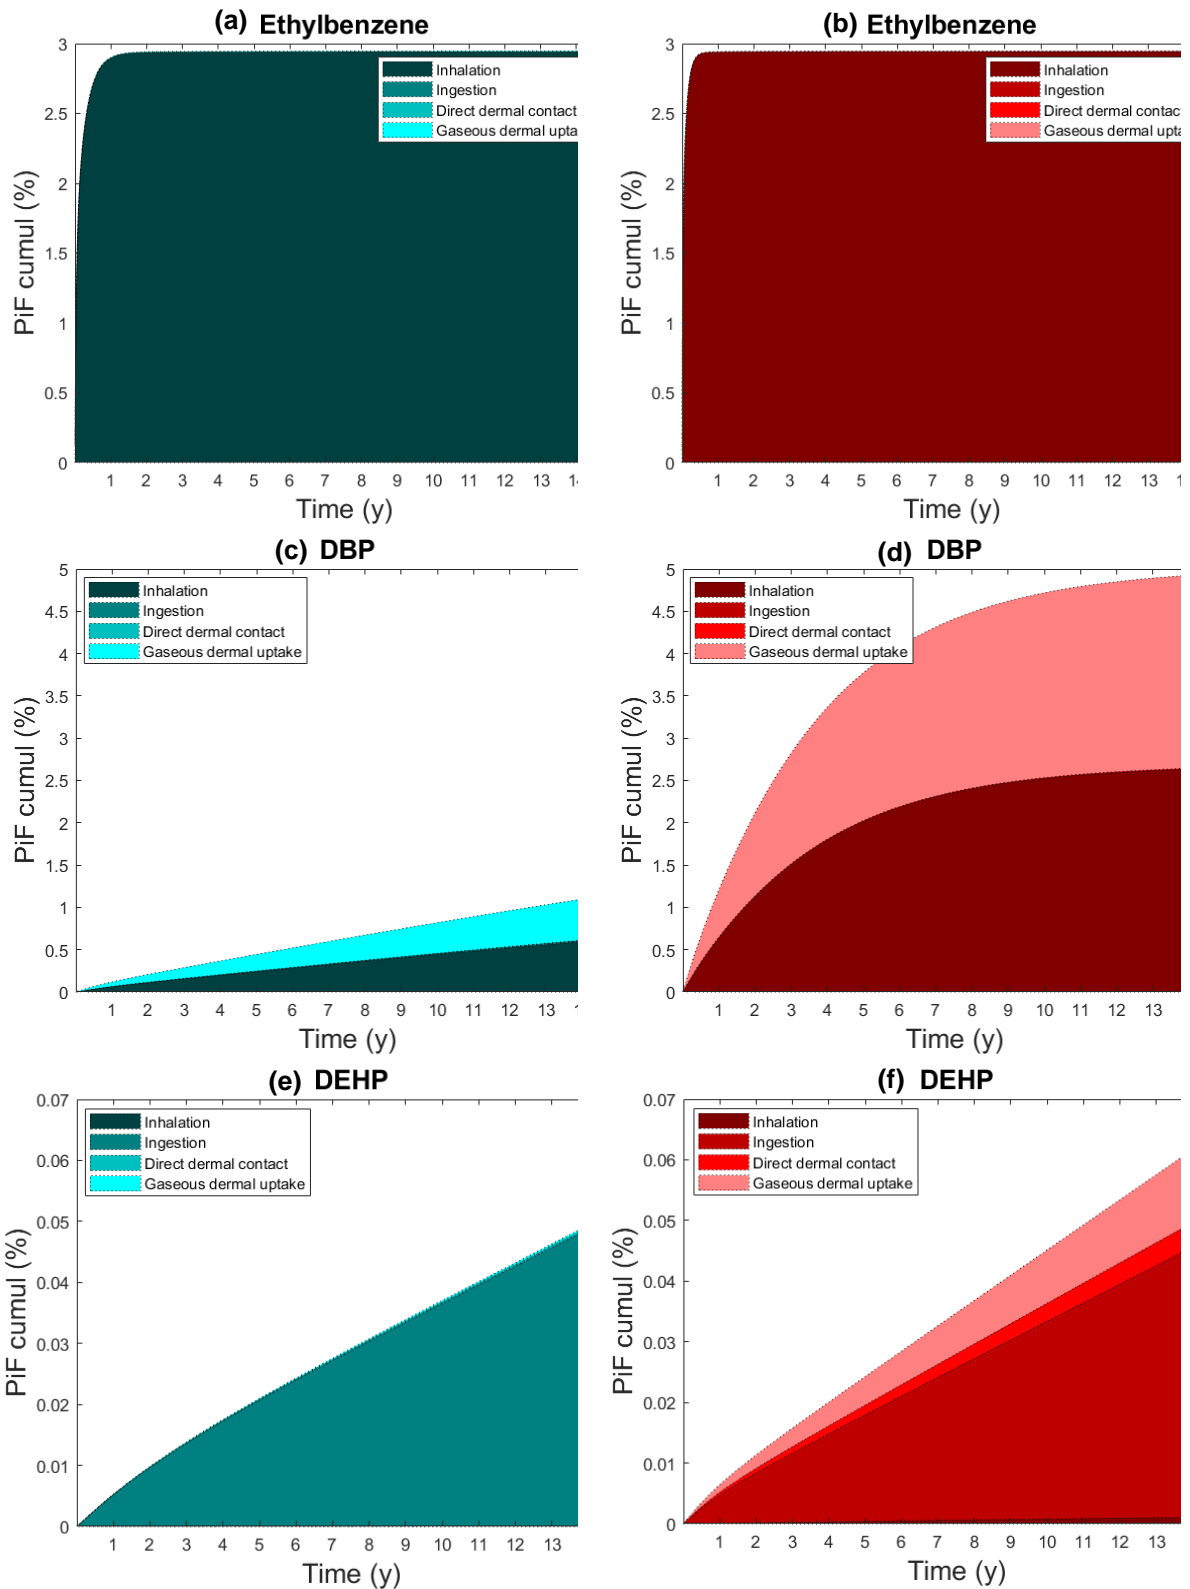 (a) Ethylbenzene
3
2.5
2
1.5
1
0.5
0
PiF cumul (%)
Inhalation
Ingestion
Direct dermal contact
Gaseous dermal upta
1 2 3 4 5 6 7 8 9 10 11 12 13
Time (y)
(b) Ethylbenzene
3
2.5
2
1.5
1
0.5
0
PiF cumul (%)
Inhalation
Ingestion
Direct dermal contact
Gaseous dermal upta
1 2 3 4 5 6 7 8 9 10 11 12 13 1
Time (y)
(c) DBP
5
4.5
4
3.5
3
2.5
2
1.5
1
0.5
0
PiF cumul (%)
Inhalation
Ingestion
Direct dermal contact
Gaseous dermal uptake
1 2 3 4 5 6 7 8 9 10 11 12 13 1
Time (y)
(d) DBP
5
4.5
4
3.5
3
2.5
2
1.5
1
0.5
0
PiF cumul (%)
Inhalation
Ingestion
Direct dermal contact
Gaseous dermal uptake
1 2 3 4 5 6 7 8 9 10 11 12 13
Time (y)
(e) DEHP
0.07
0.06
0.05
0.04
0.03
0.02
0.01
0
PiF cumul (%)
Inhalation
Ingestion
Direct dermal contact
Gaseous dermal uptake
1 2 3 4 5 6 7 8 9 10 11 12 13
Time (y)
(f) DEHP
0.07
0.06
0.05
0.04
0.03
0.02
0.01
0
PiF cumul (%)
Inhalation
Ingestion
Direct dermal contact
Gaseous dermal uptake
1 2 3 4 5 6 7 8 9 10 11 12 13
Time (y)